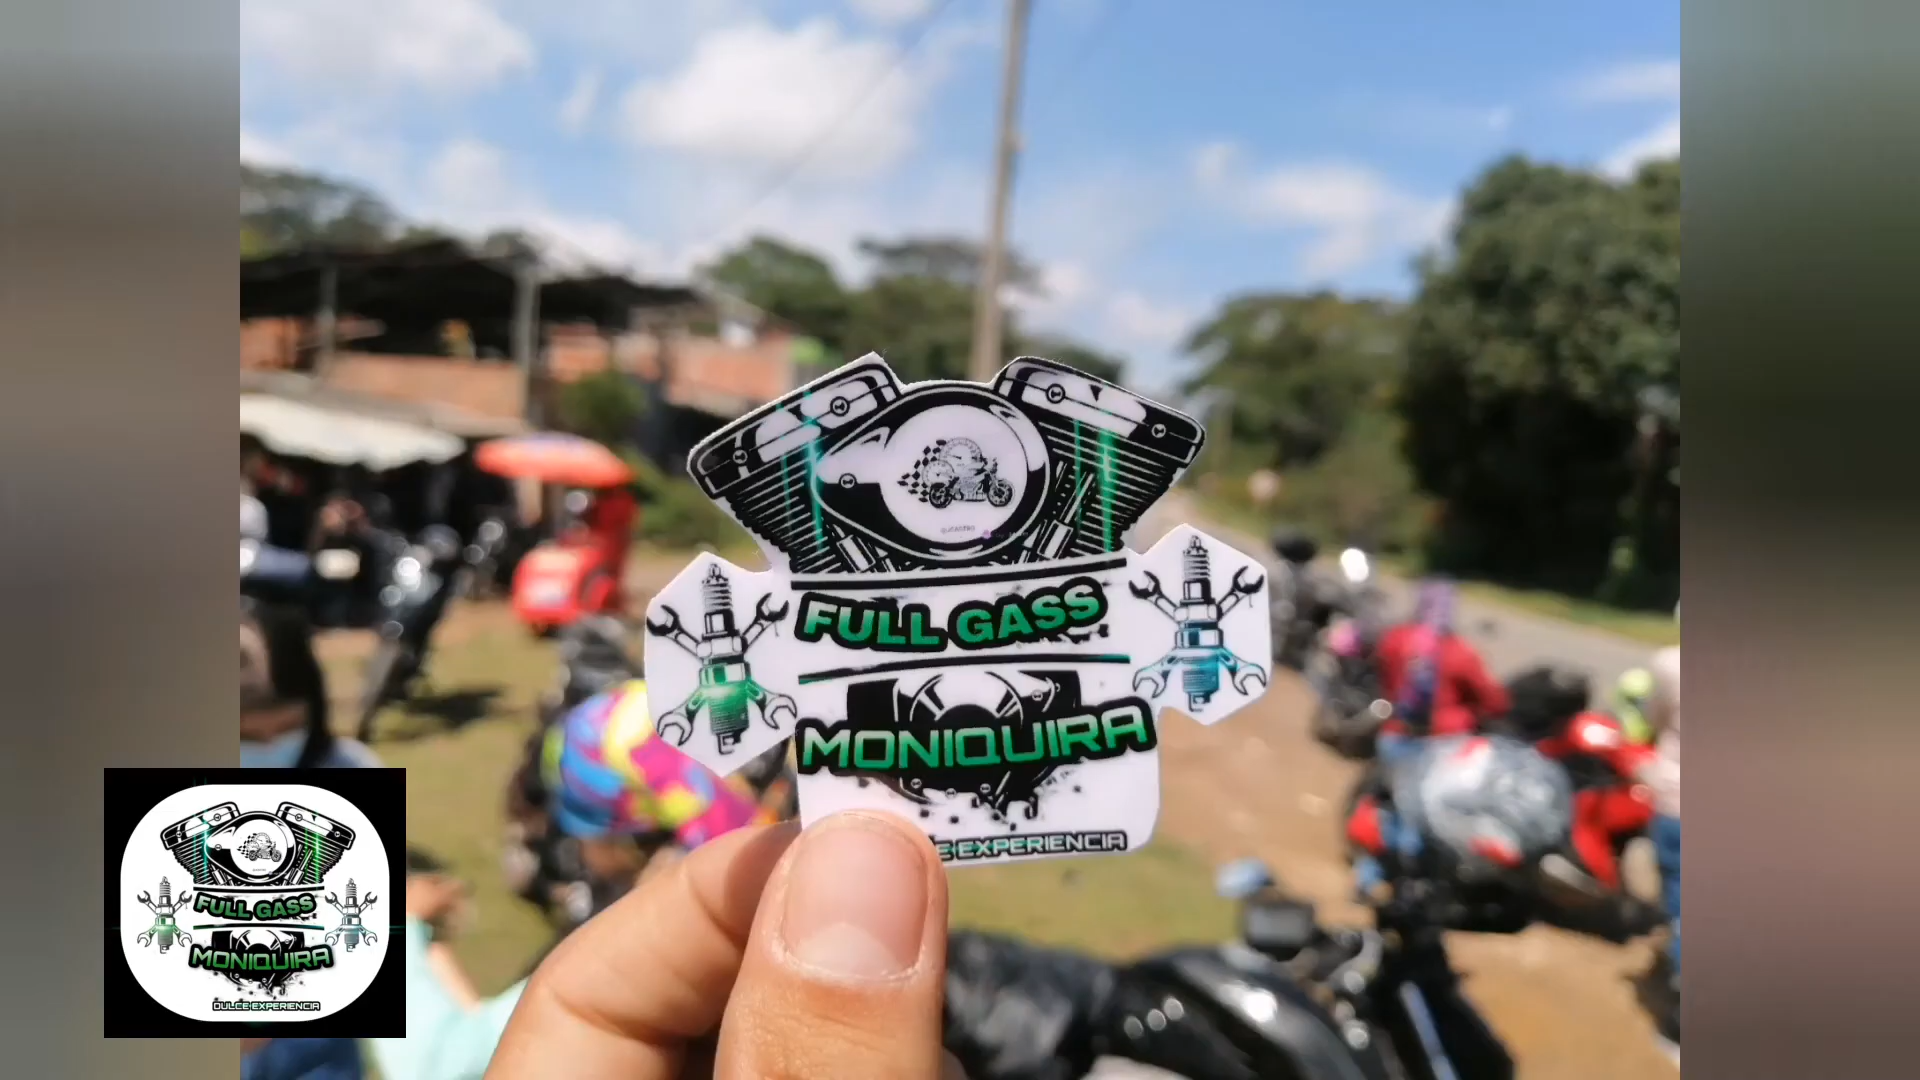 FULL GASS
MONIQUIRA
EXPERIENCIA
FULL GASS
MONIQUIRA
DULCE EXPERIENCIA